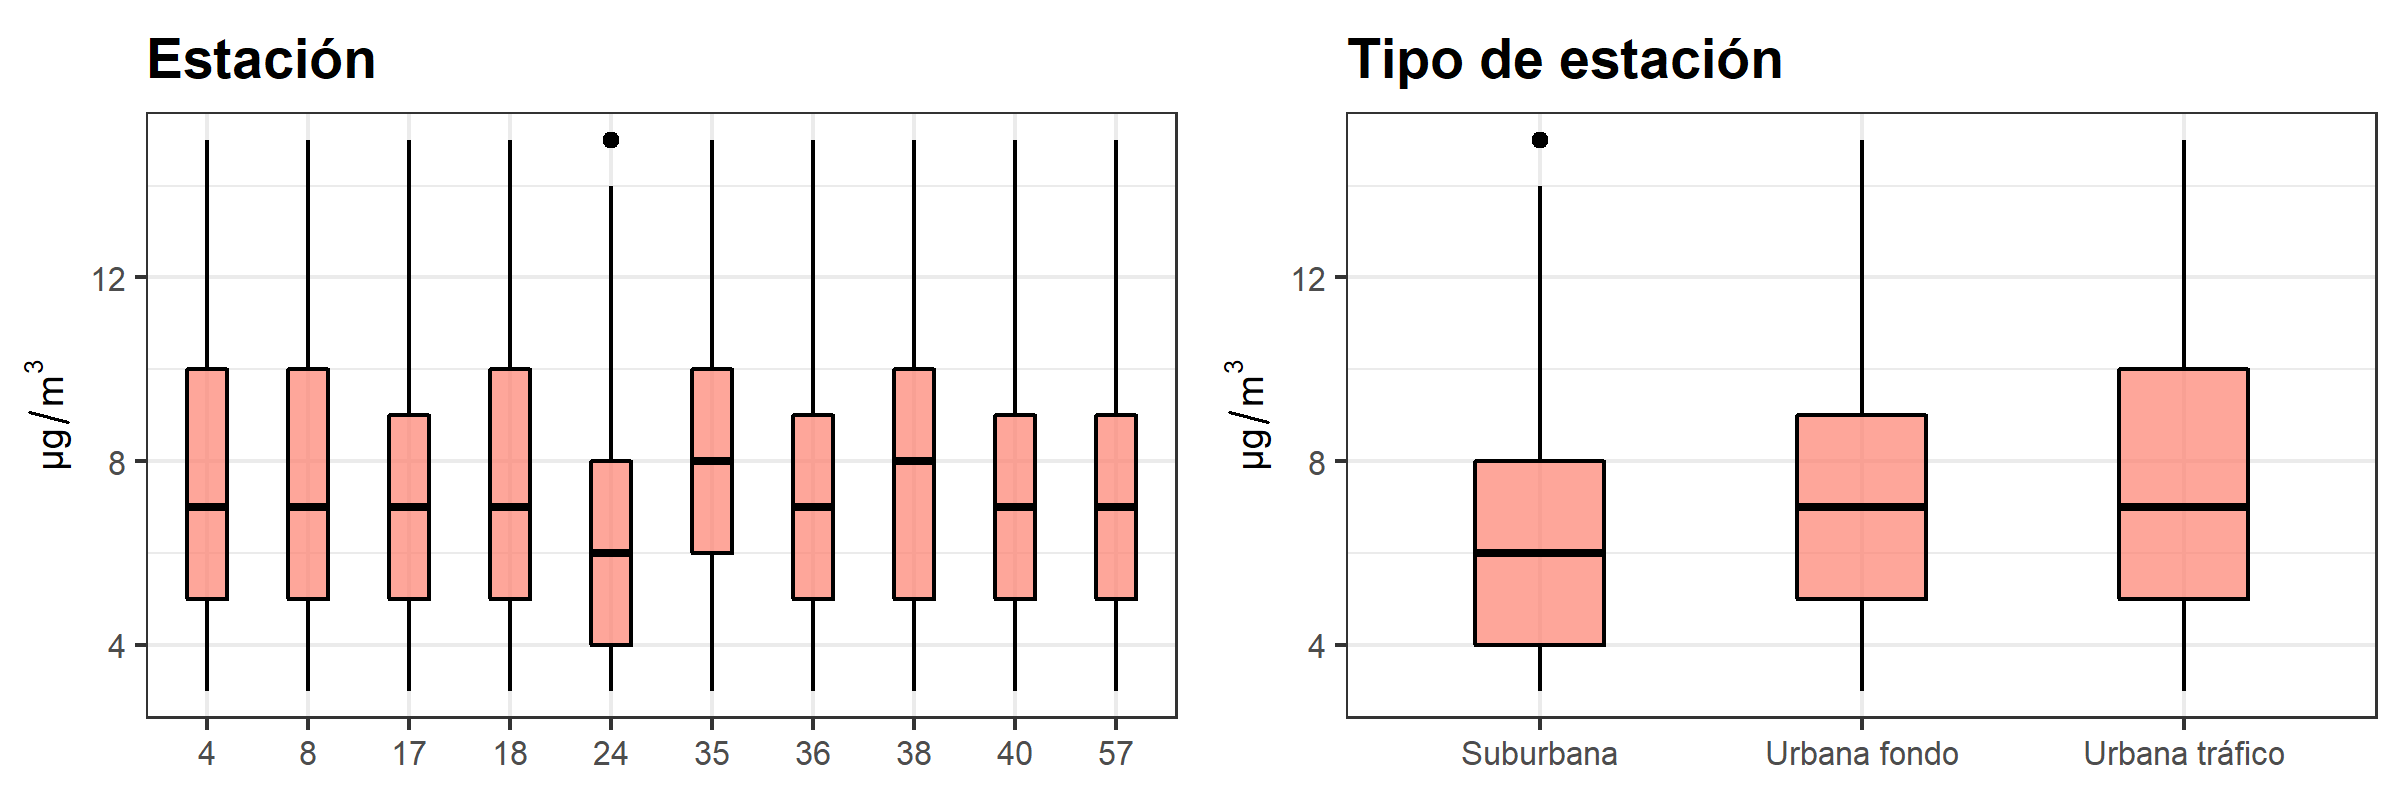 Estación
µg/m³
12
8
4
4 8 17 18 24 35 36 38 40 57
Tipo de estación
µg/m³
12
8
4
Suburbana Urbana fondo Urbana tráfico